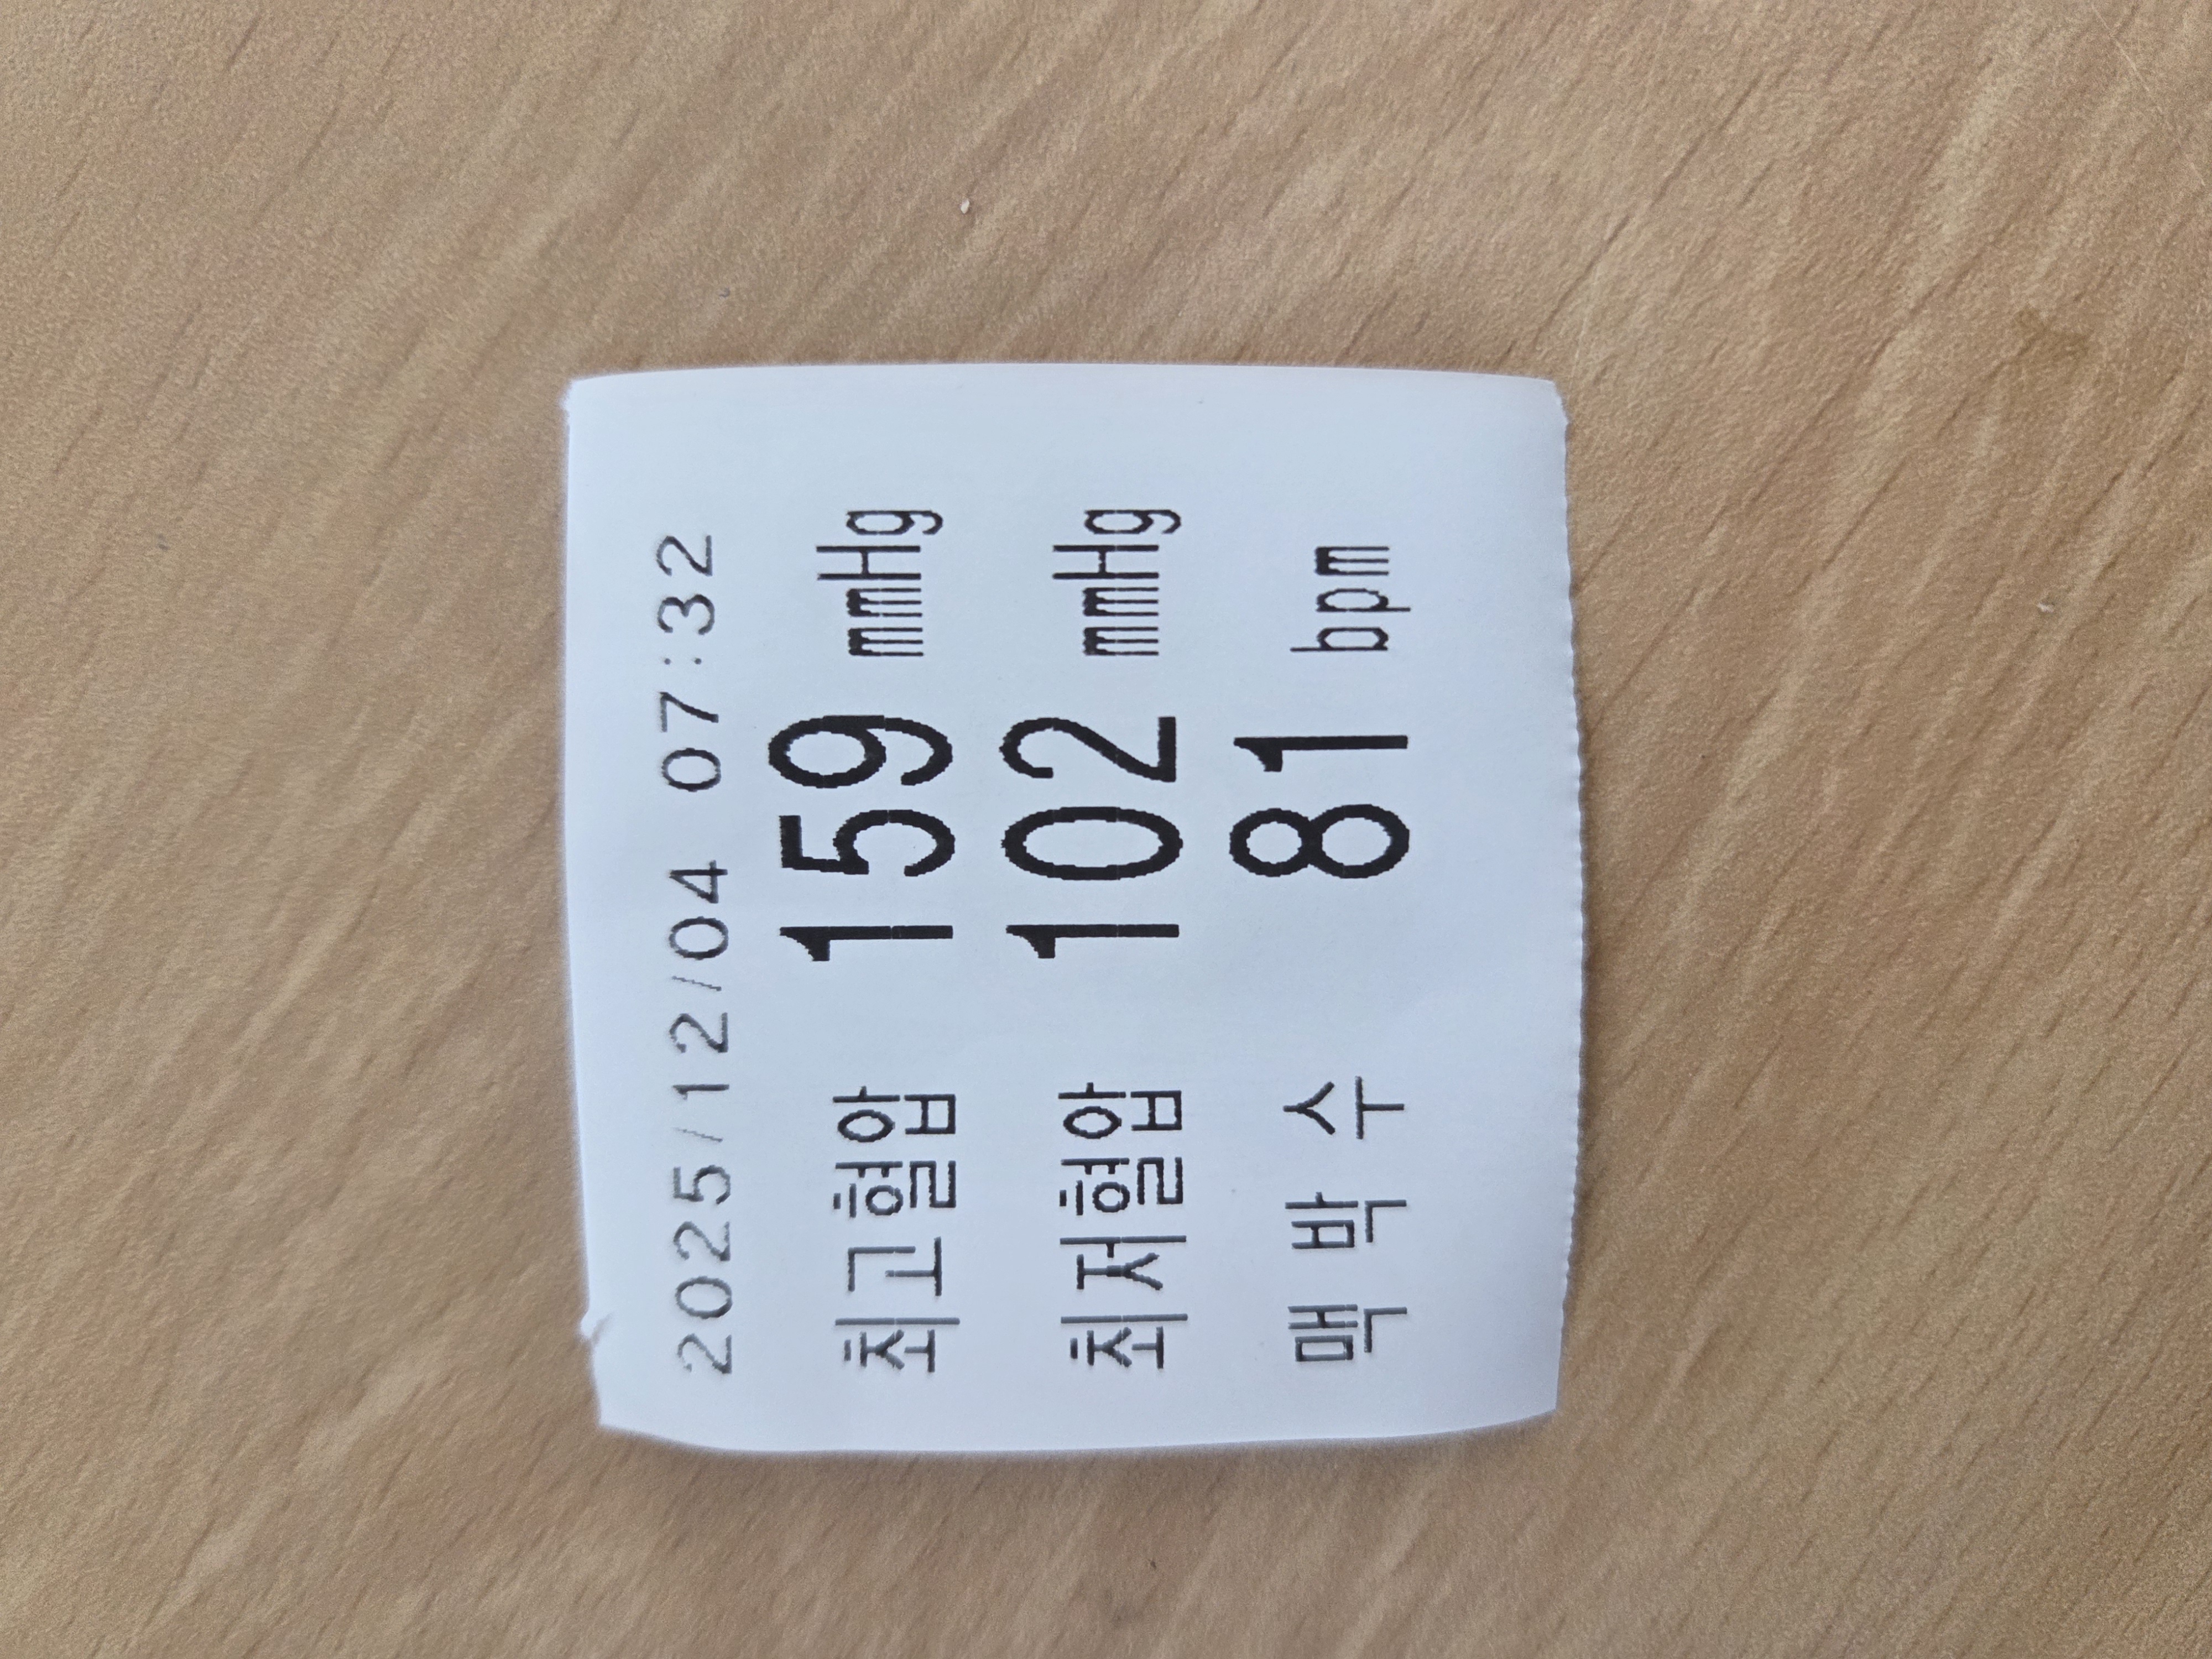 2025/12/04 07:32
최고혈압 159 mmHg
최저혈압 102 mmHg
맥 박 수 81 bpm